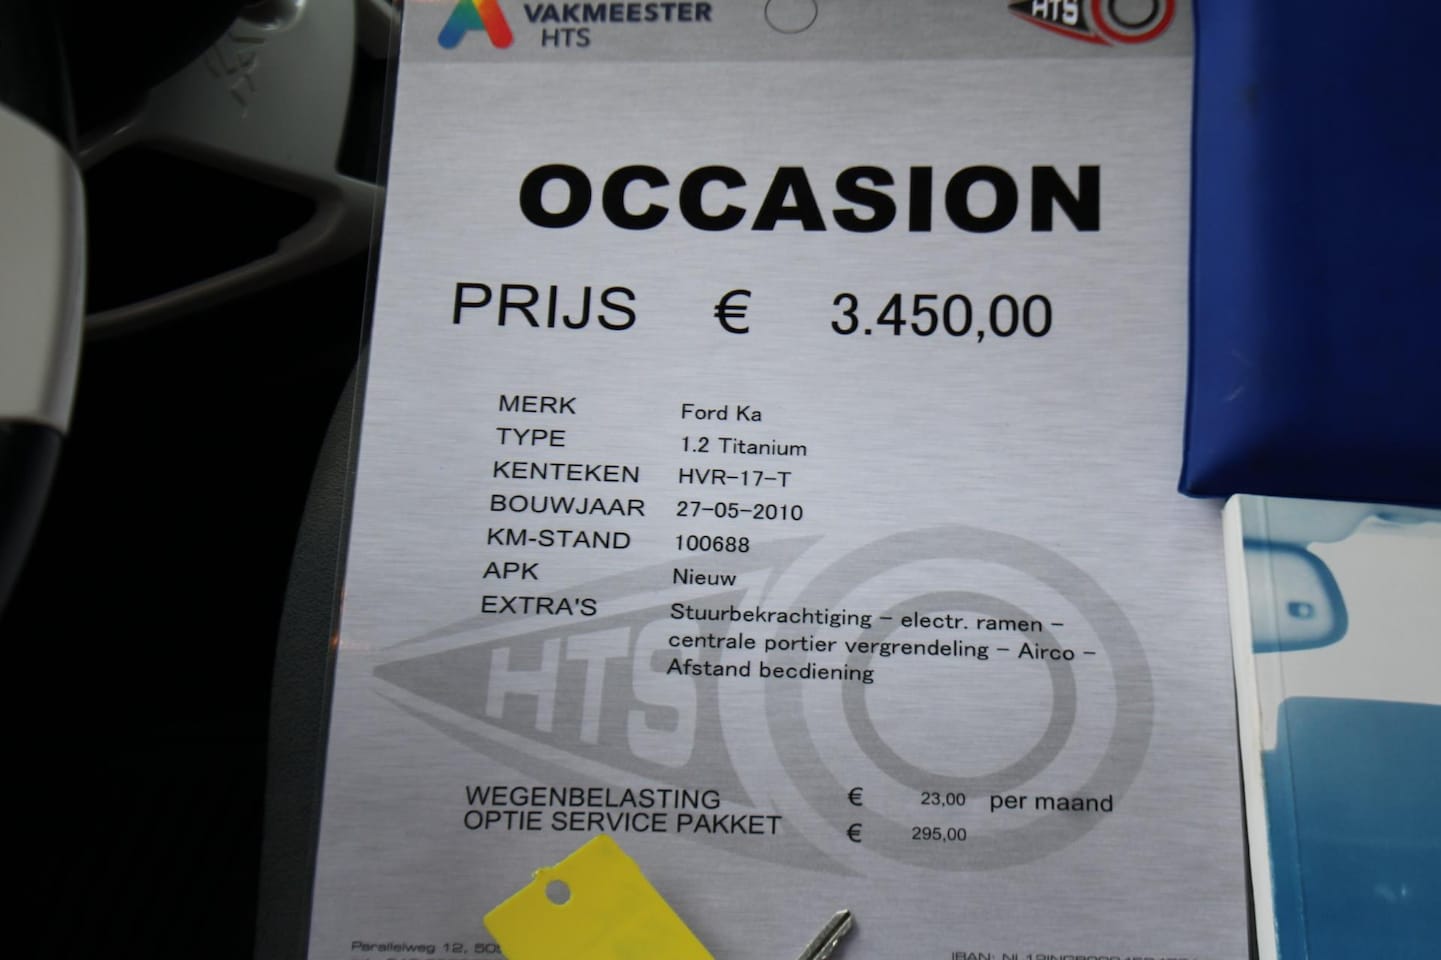 VAKMEESTER
HTS
HTS
OCCASION
PRIJS € 3.450,00
MERK Ford Ka
TYPE 1.2 Titanium
KENTEKEN HVR-17-T
BOUWJAAR 27-05-2010
KM-STAND 100688
APK Nieuw
EXTRA'S Stuurbekrachtiging - electr. ramen -
centrale portier vergrendeling - Airco -
Afstand becdiening
HTS
WEGENBELASTING € 23,00 per maand
OPTIE SERVICE PAKKET € 295,00
Parallelweg 12,
IBAN: